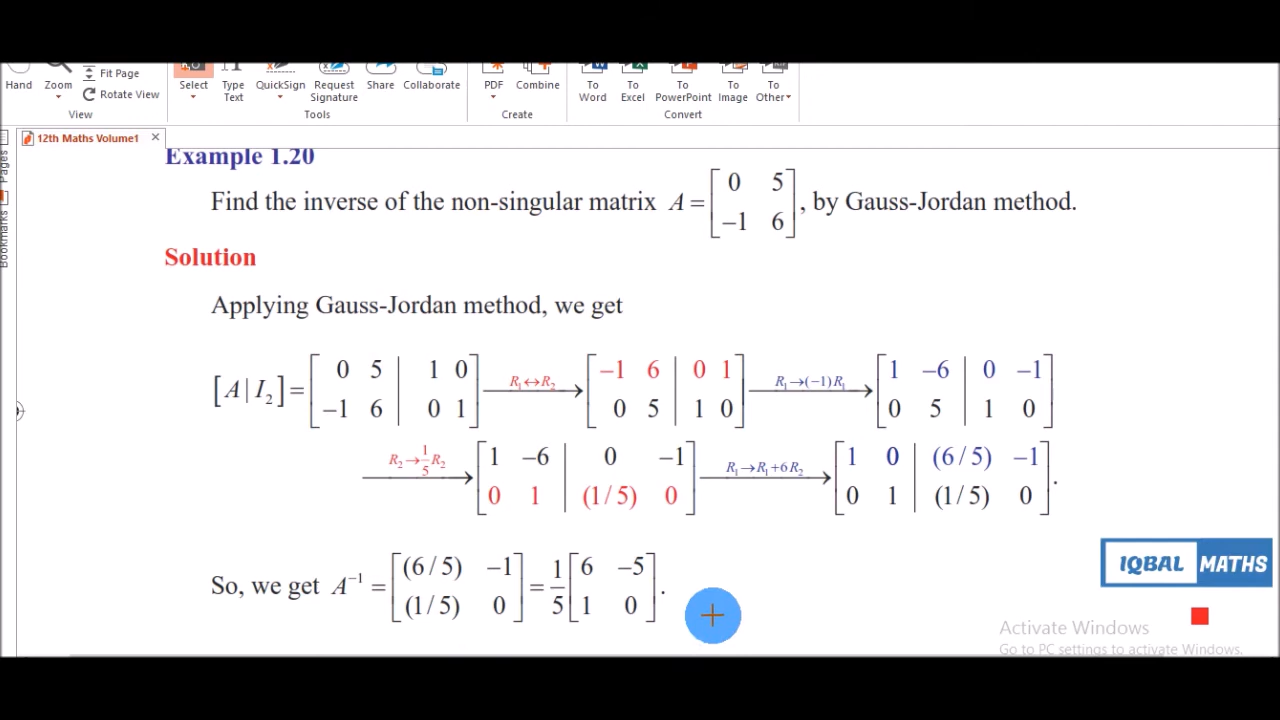 Hand Zoom Fit Page Rotate View Select Type Text QuickSign Request Signature Share Collaborate PDF Combine To Word To Excel To PowerPoint To Image To Other
View Tools Create Convert
12th Maths Volume1 ×
Pages
Bookmarks
Example 1.20
Find the inverse of the non-singular matrix A = [0 5; −1 6], by Gauss-Jordan method.
Solution
Applying Gauss-Jordan method, we get
[A | I₂] = [0 5 | 1 0; −1 6 | 0 1] R₁↔R₂ → [−1 6 | 0 1; 0 5 | 1 0] R₁→(−1)R₁ → [1 −6 | 0 −1; 0 5 | 1 0]
R₂→1/5 R₂ → [1 −6 | 0 −1; 0 1 | (1/5) 0] R₁→R₁+6R₂ → [1 0 | (6/5) −1; 0 1 | (1/5) 0].
So, we get A⁻¹ = [(6/5) −1; (1/5) 0] = 1/5 [6 −5; 1 0].
IQBAL MATHS
Activate Windows
Go to PC settings to activate Windows.